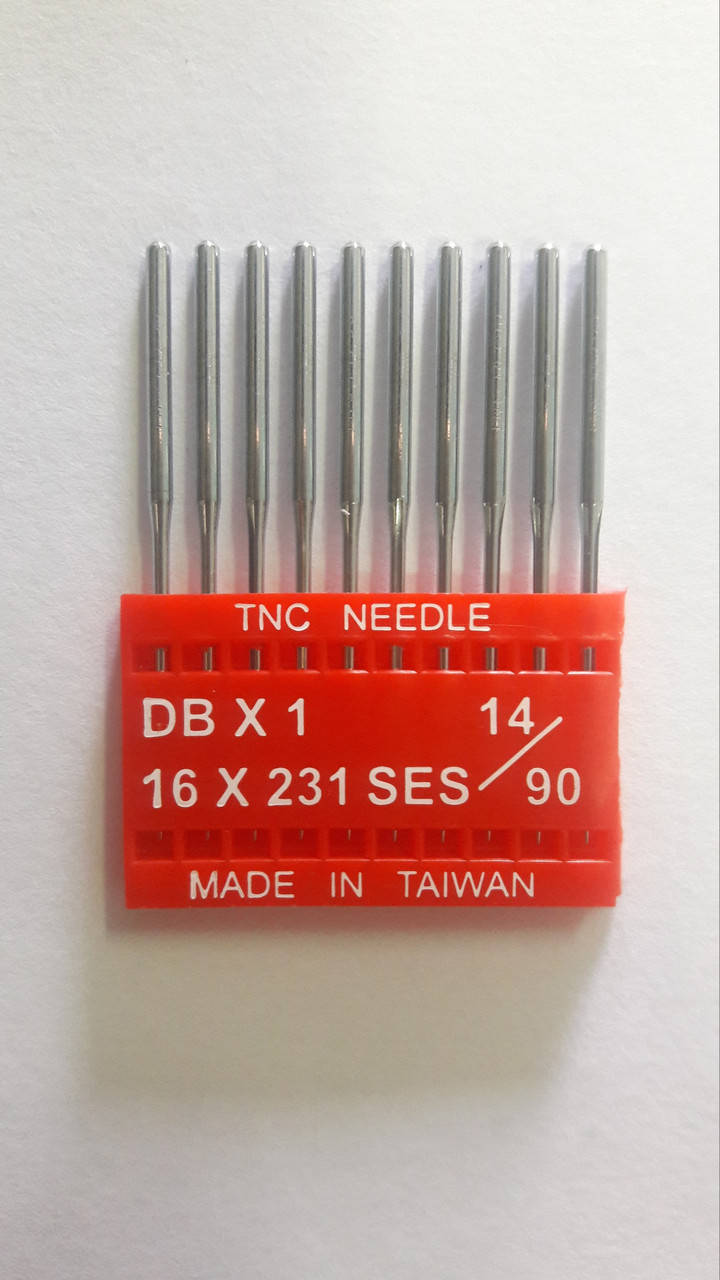 TNC NEEDLE
DB X 1 14/
16 X 231 SES 90
MADE IN TAIWAN